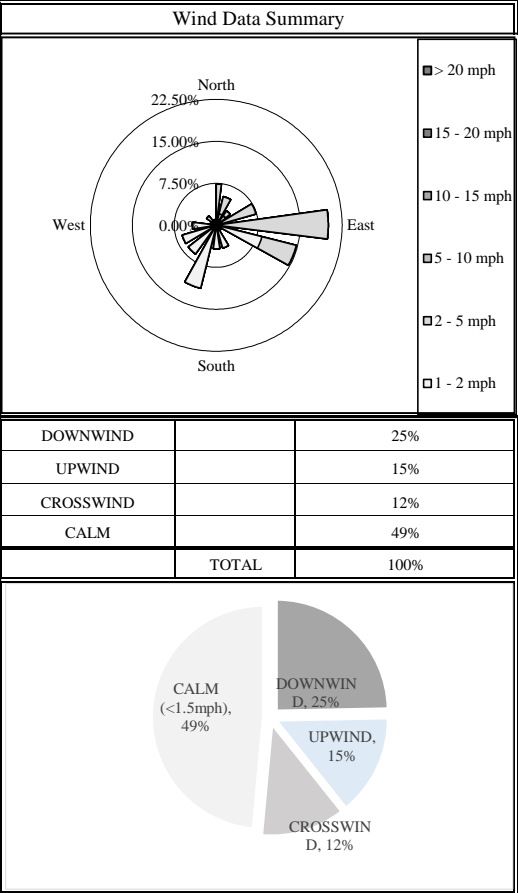 Wind Data Summary
North
22.50%
15.00%
7.50%
0.00%
West
East
South
> 20 mph
15 - 20 mph
10 - 15 mph
5 - 10 mph
2 - 5 mph
1 - 2 mph
DOWNWIND 25%
UPWIND 15%
CROSSWIND 12%
CALM 49%
TOTAL 100%
CALM
(<1.5mph),
49%
DOWNWIN
D, 25%
UPWIND,
15%
CROSSWIN
D, 12%